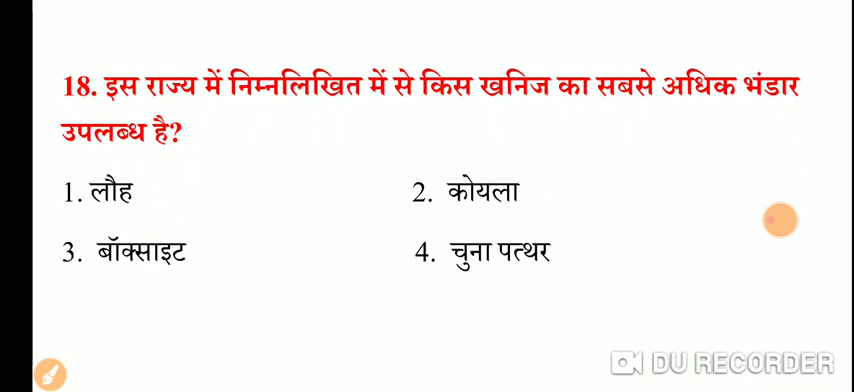 18. इस राज्य में निम्नलिखित में से किस खनिज का सबसे अधिक भंडार
उपलब्ध है?
1. लौह 2. कोयला
3. बॉक्साइट 4. चुना पत्थर
DU RECORDER